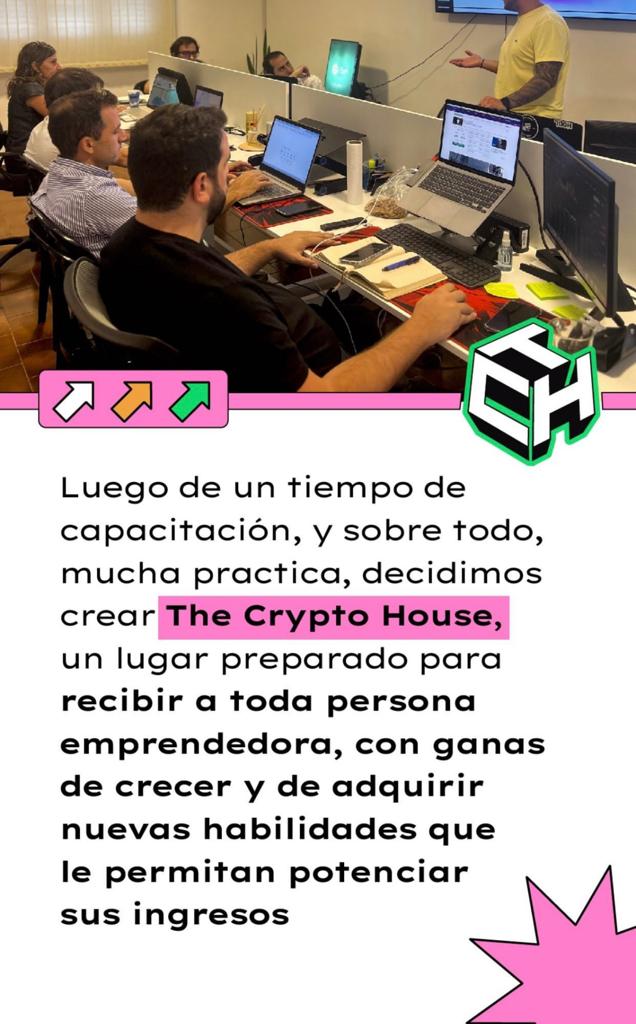 TCH
Luego de un tiempo de
capacitación, y sobre todo,
mucha practica, decidimos
crear The Crypto House,
un lugar preparado para
recibir a toda persona
emprendedora, con ganas
de crecer y de adquirir
nuevas habilidades que
le permitan potenciar
sus ingresos